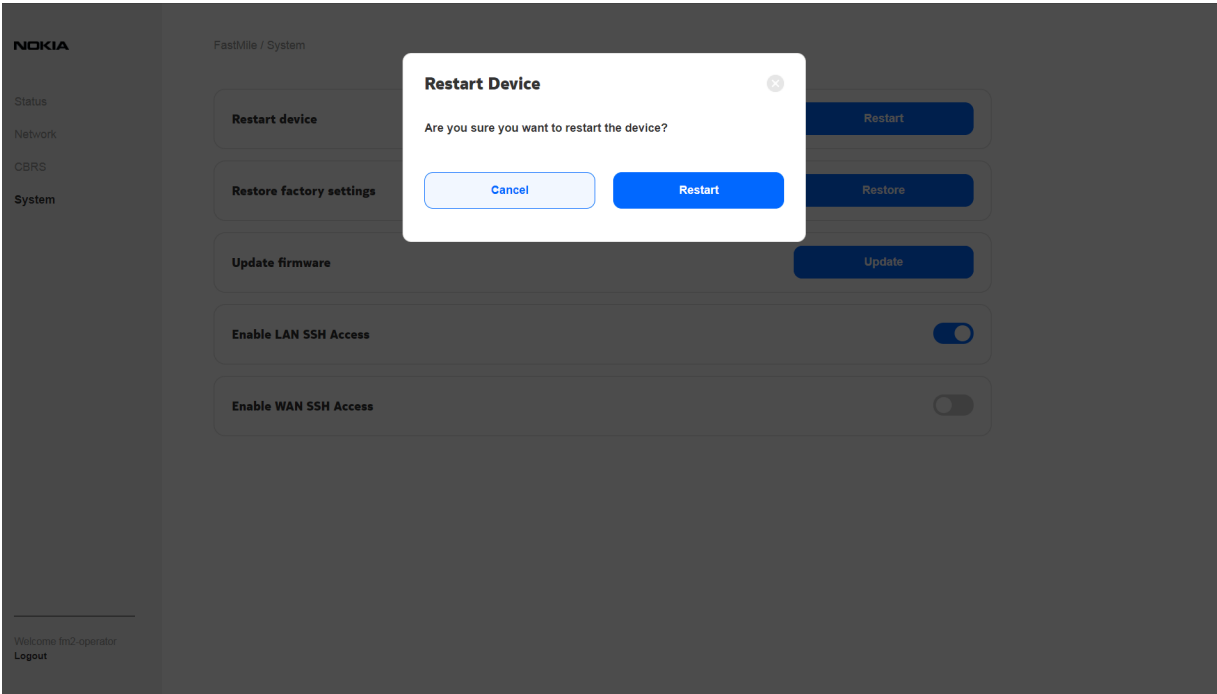 NOKIA
FastMile / System
Restart Device
Are you sure you want to restart the device?
Cancel
Restart
Status
Network
CBRS
System
Restart device
Restart
Restore factory settings
Restore
Update firmware
Update
Enable LAN SSH Access
Enable WAN SSH Access
Welcome fm2-operator
Logout